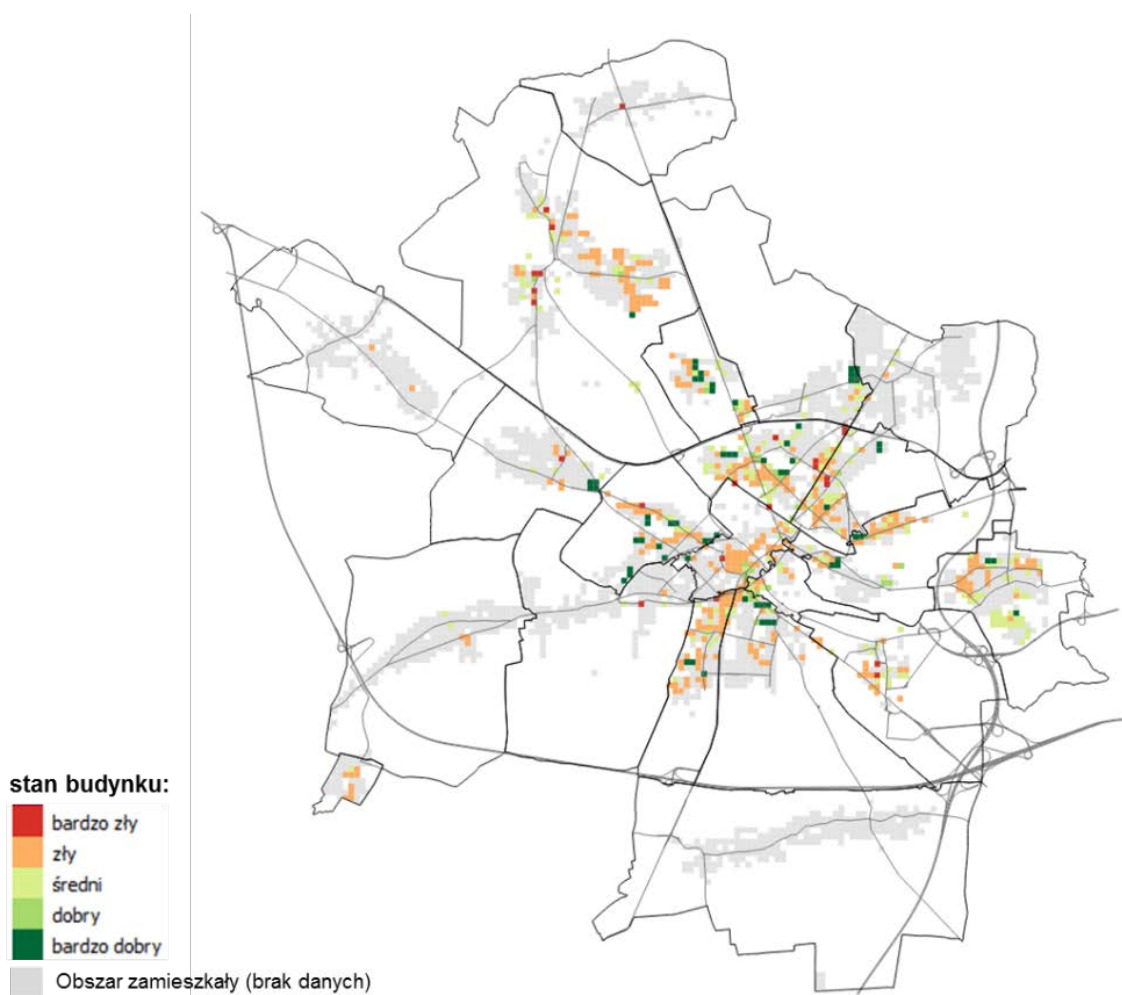 stan budynku:
bardzo zły
zły
średni
dobry
bardzo dobry
Obszar zamieszkały (brak danych)